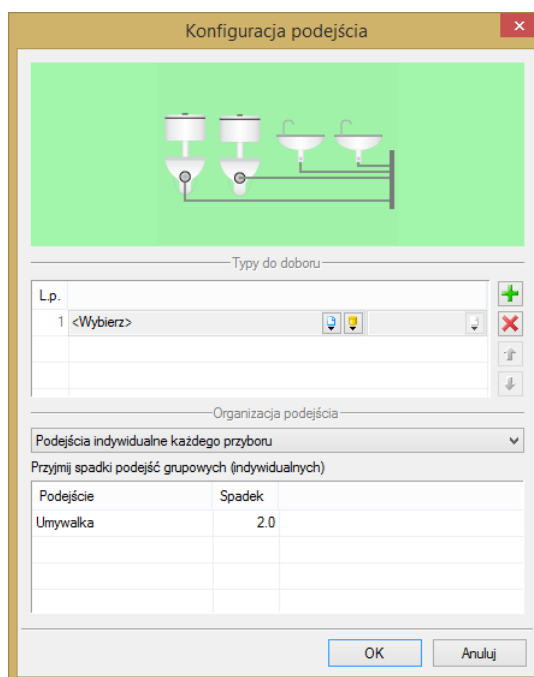 Konfiguracja podejścia
Typy do doboru
L.p.
1 <Wybierz>
Organizacja podejścia
Podejścia indywidualne każdego przyboru
Przyjmij spadki podejść grupowych (indywidualnych)
Podejście Spadek
Umywalka 2.0
OK Anuluj